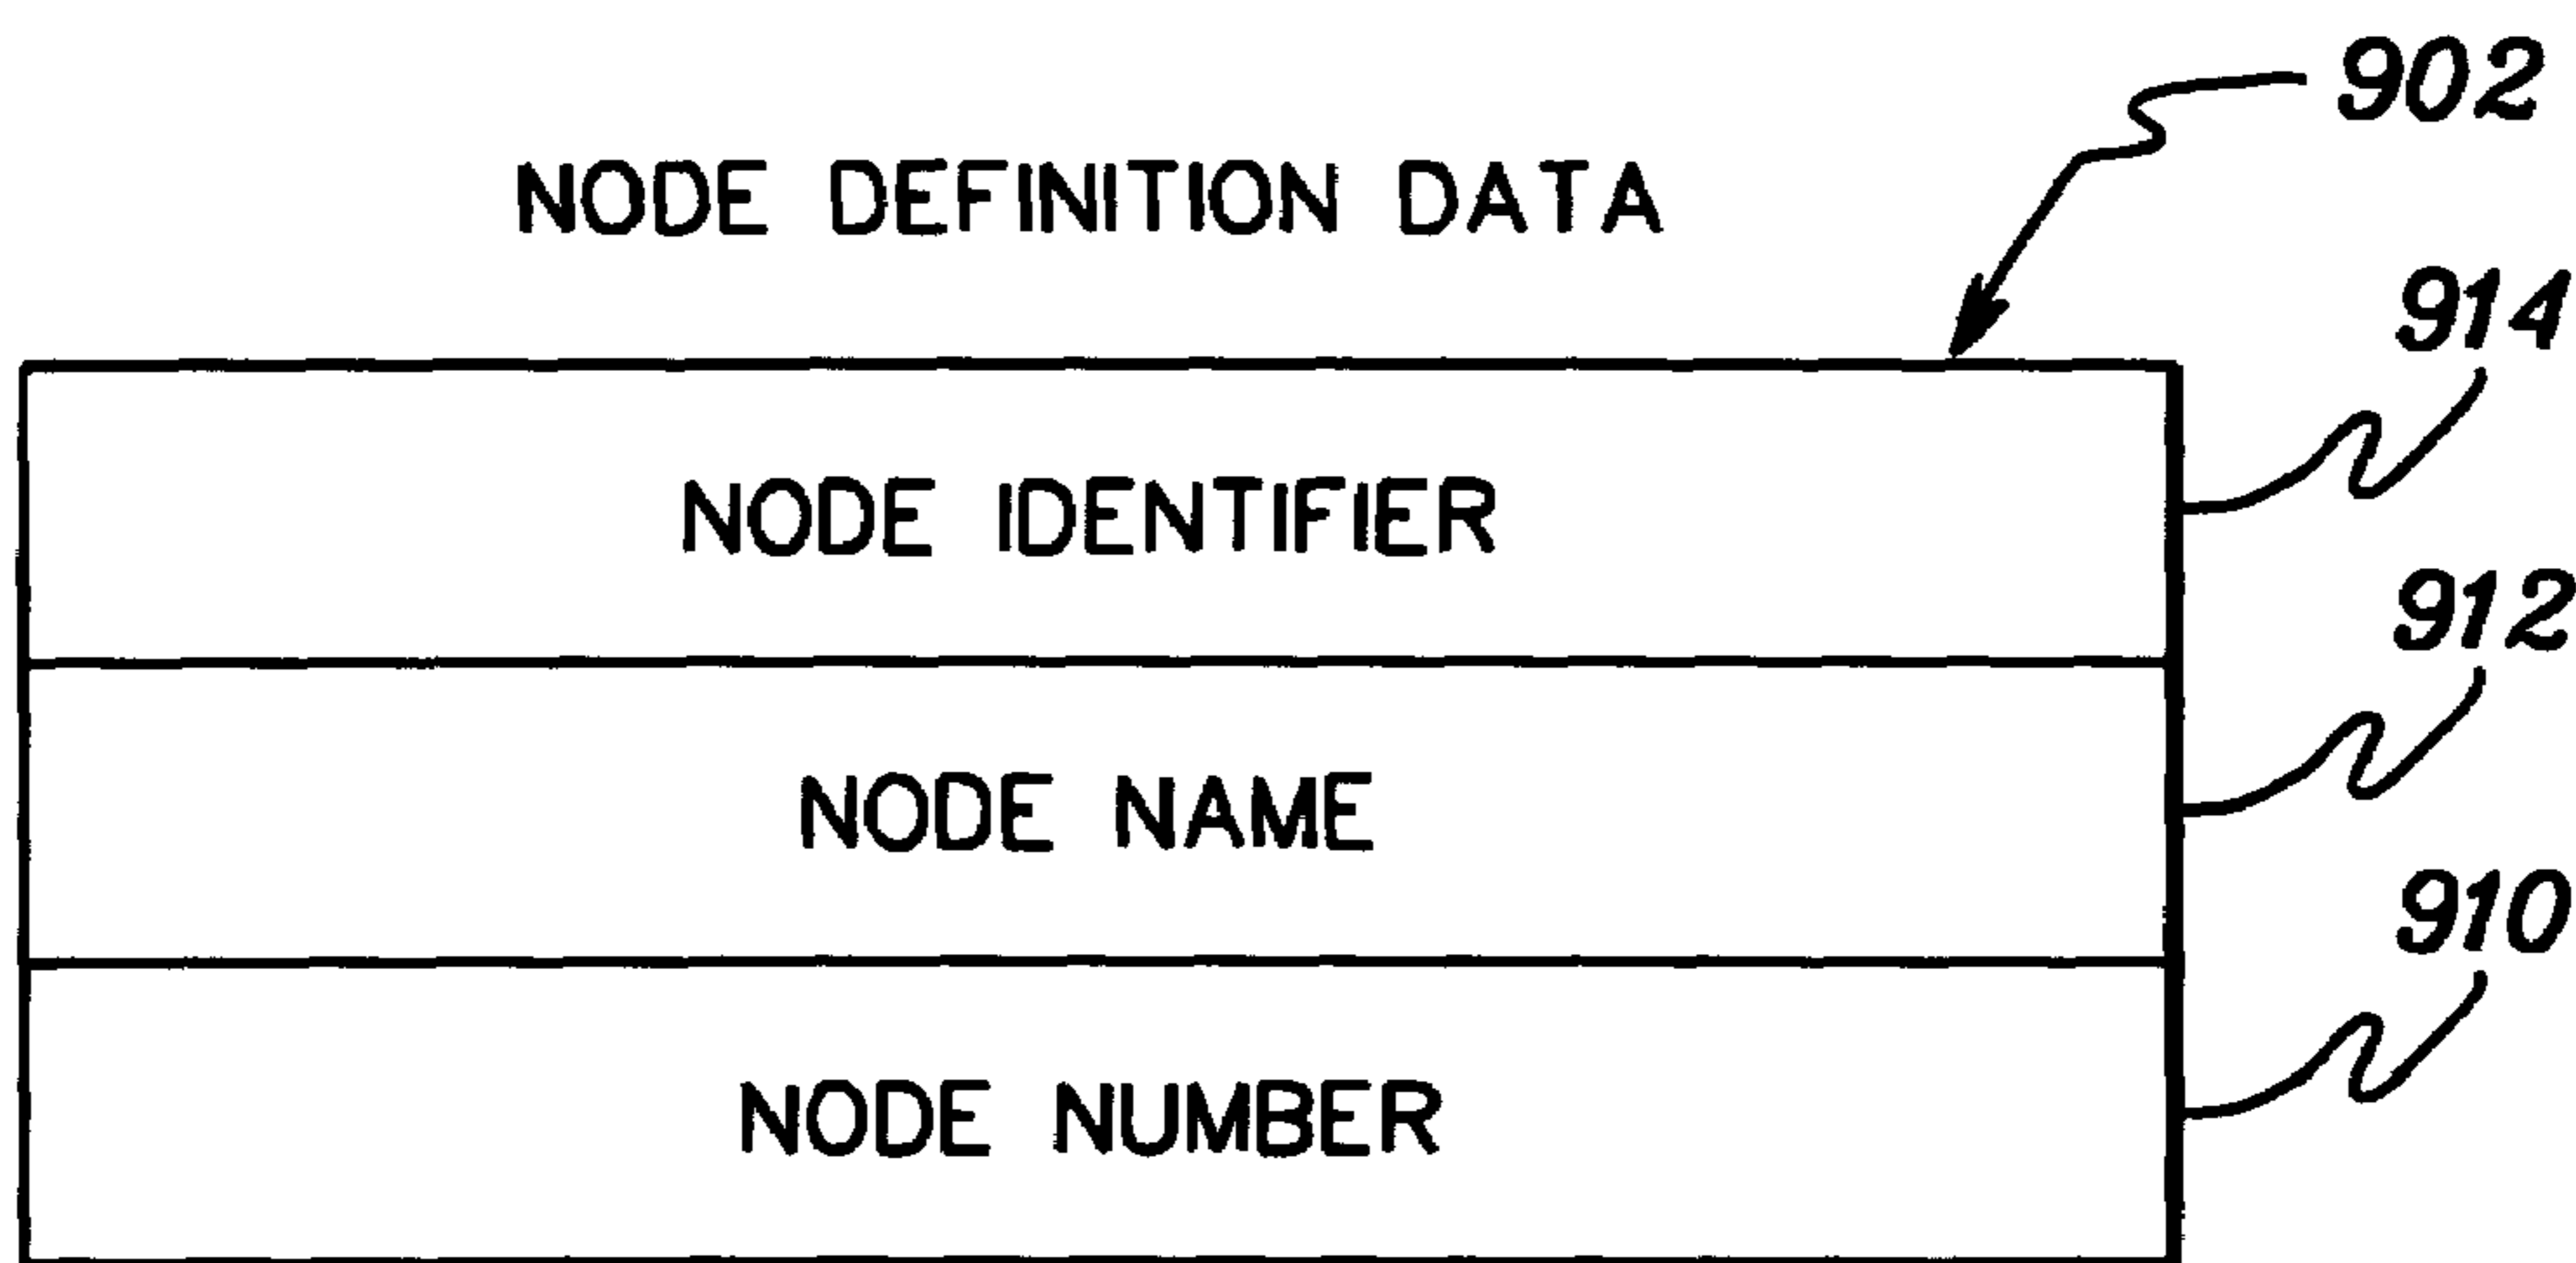 902
NODE DEFINITION DATA
914
NODE IDENTIFIER
912
NODE NAME
910
NODE NUMBER